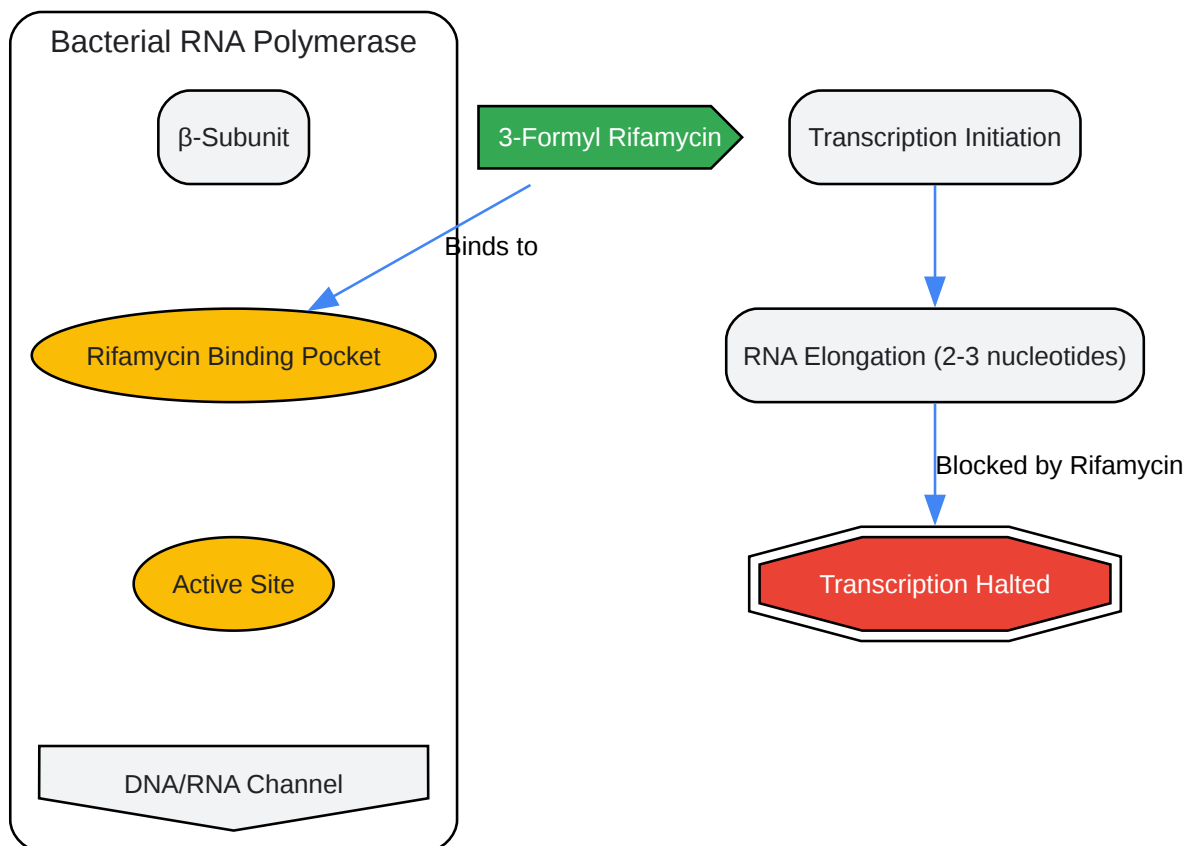 Bacterial RNA Polymerase
β-Subunit
3-Formyl Rifamycin
Transcription Initiation
Binds to
Rifamycin Binding Pocket
RNA Elongation (2-3 nucleotides)
Blocked by Rifamycin
Active Site
Transcription Halted
DNA/RNA Channel